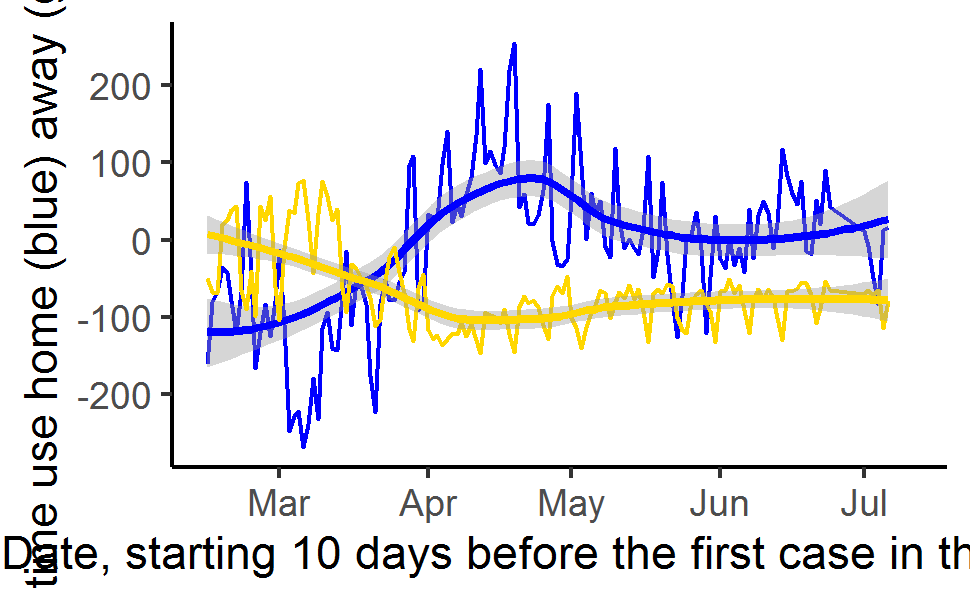 time use home (blue) away (
200
100
0
-100
-200
Mar Apr May Jun Jul
Date, starting 10 days before the first case in th